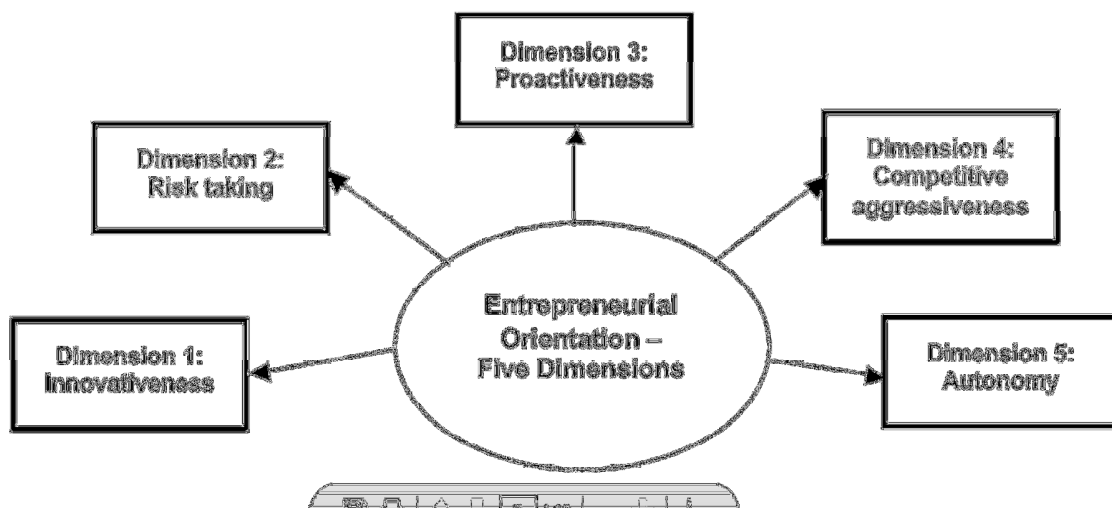 Dimension 3:
Proactiveness
Dimension 2:
Risk taking
Dimension 4:
Competitive
aggressiveness
Entrepreneurial
Orientation –
Five Dimensions
Dimension 1:
Innovativeness
Dimension 5:
Autonomy